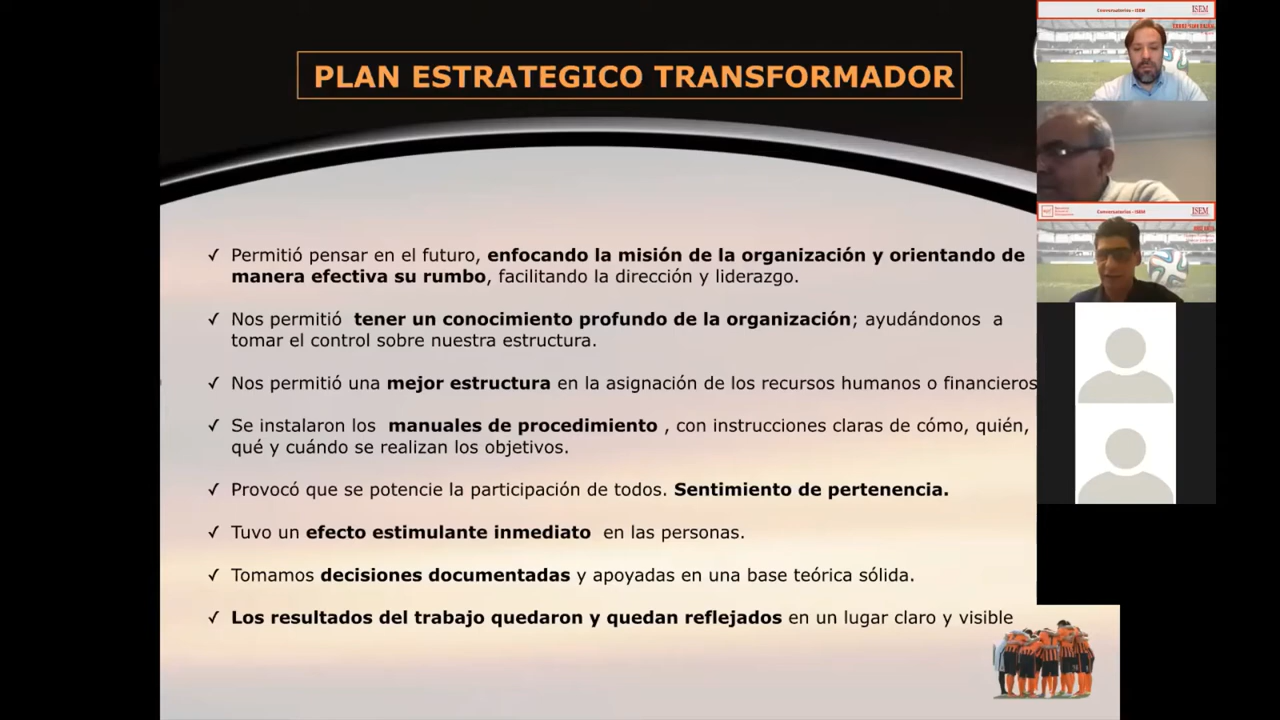 PLAN ESTRATEGICO TRANSFORMADOR
✓ Permitió pensar en el futuro, enfocando la misión de la organización y orientando de
manera efectiva su rumbo, facilitando la dirección y liderazgo.
✓ Nos permitió tener un conocimiento profundo de la organización; ayudándonos a
tomar el control sobre nuestra estructura.
✓ Nos permitió una mejor estructura en la asignación de los recursos humanos o financieros
✓ Se instalaron los manuales de procedimiento , con instrucciones claras de cómo, quién,
qué y cuándo se realizan los objetivos.
✓ Provocó que se potencie la participación de todos. Sentimiento de pertenencia.
✓ Tuvo un efecto estimulante inmediato en las personas.
✓ Tomamos decisiones documentadas y apoyadas en una base teórica sólida.
✓ Los resultados del trabajo quedaron y quedan reflejados en un lugar claro y visible
Conversatorios - ISEM
ISEM
Conversatorios - ISEM
ISEM